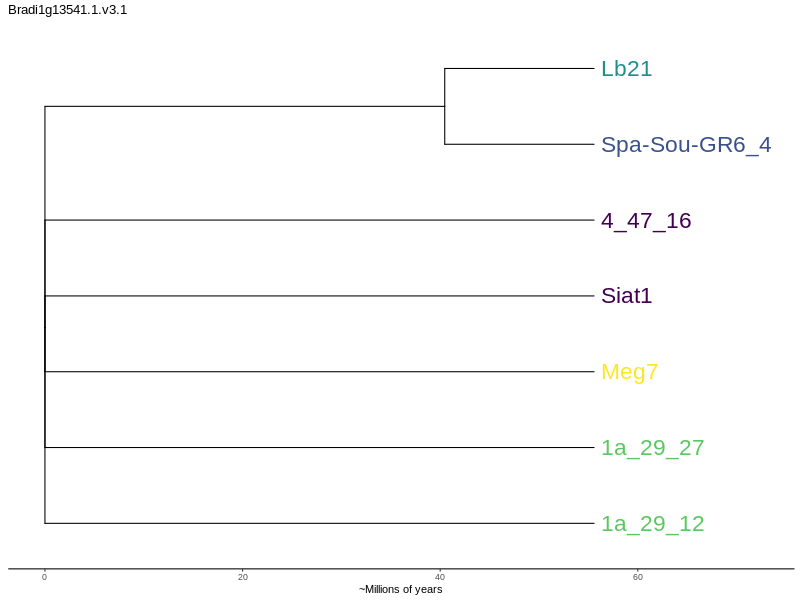 Bradi1g13541.1.v3.1
Lb21
Spa-Sou-GR6_4
4_47_16
Siat1
Meg7
1a_29_27
1a_29_12
0 20 40 60
~Millions of years